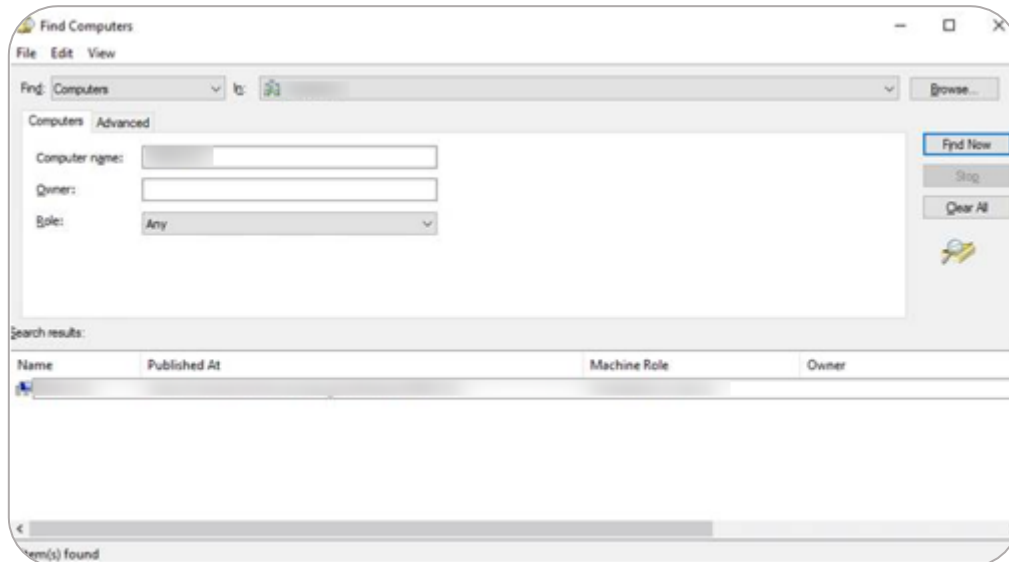 Find Computers
File Edit View
Find: Computers In: Browse...
Computers Advanced
Computer name:
Find Now
Owner:
Stop
Role: Any
Clear All
Search results:
Name Published At Machine Role Owner
item(s) found